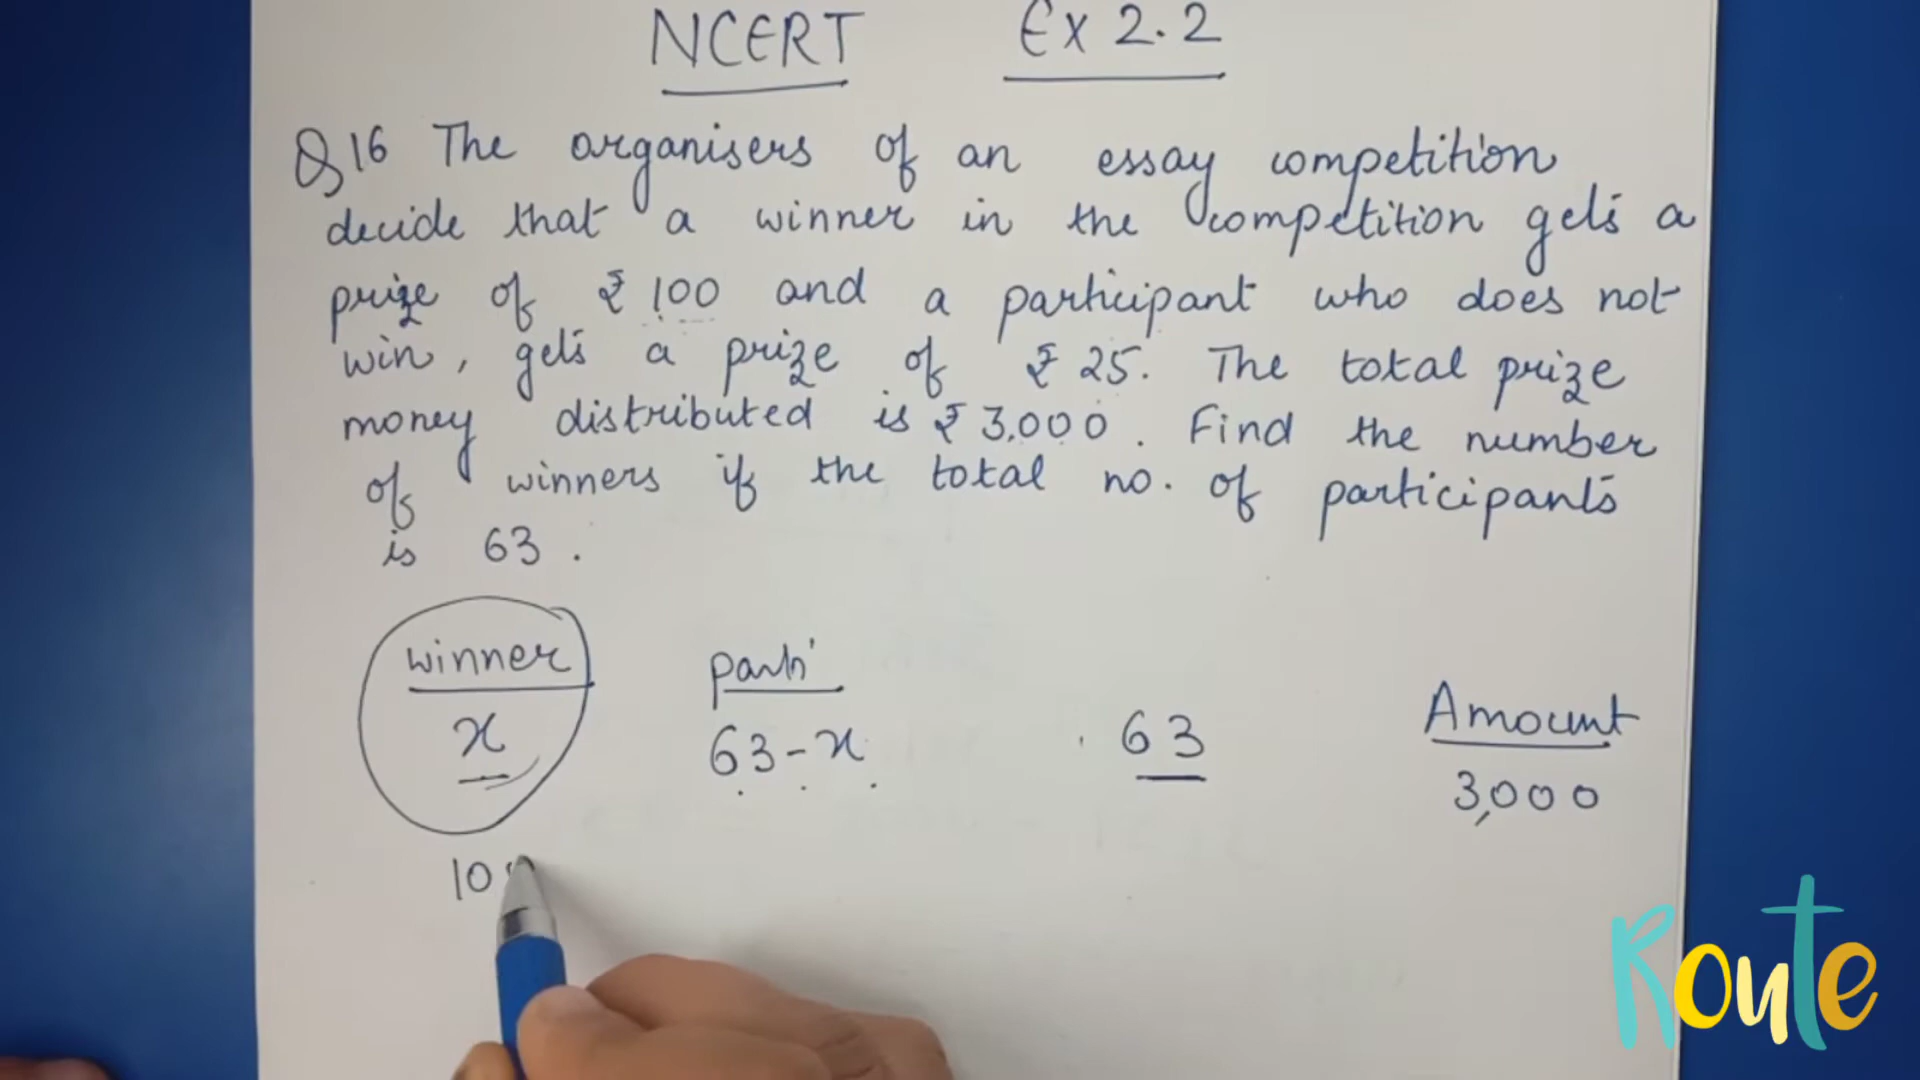 NCERT Ex 2.2
Q16 The organisers of an essay competition
decide that a winner in the competition gets a
prize of ₹ 100 and a participant who does not
win, gets a prize of ₹ 25. The total prize
money distributed is ₹ 3,000. Find the number
of winners if the total no. of participants
is 63.
winner parti' Amount
x 63-x 63 3,000
100
Route